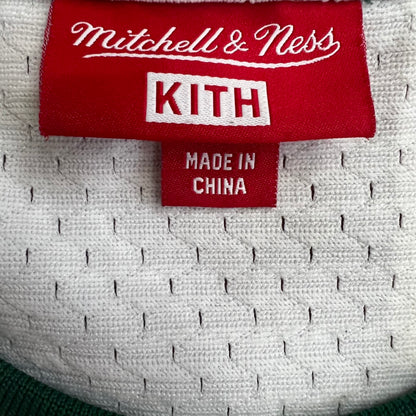 Mitchell & Ness
KITH
MADE IN
CHINA